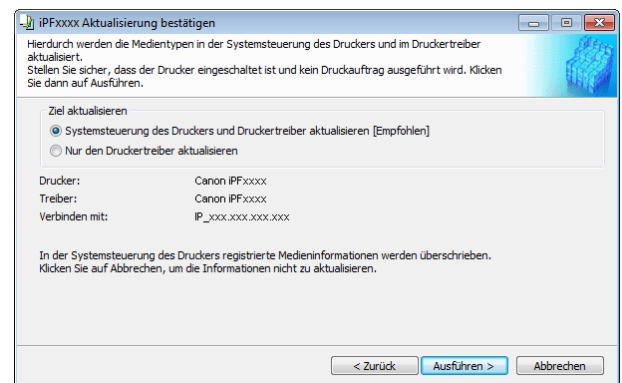 iPFxxxx Aktualisierung bestätigen
Hierdurch werden die Medientypen in der Systemsteuerung des Druckers und im Druckertreiber
aktualisiert.
Stellen Sie sicher, dass der Drucker eingeschaltet ist und kein Druckauftrag ausgeführt wird. Klicken
Sie dann auf Ausführen.
Ziel aktualisieren
Systemsteuerung des Druckers und Druckertreiber aktualisieren [Empfohlen]
Nur den Druckertreiber aktualisieren
Drucker: Canon iPFxxxx
Treiber: Canon iPFxxxx
Verbinden mit: IP_xxx.xxx.xxx.xxx
In der Systemsteuerung des Druckers registrierte Medieninformationen werden überschrieben.
Klicken Sie auf Abbrechen, um die Informationen nicht zu aktualisieren.
< Zurück Ausführen > Abbrechen